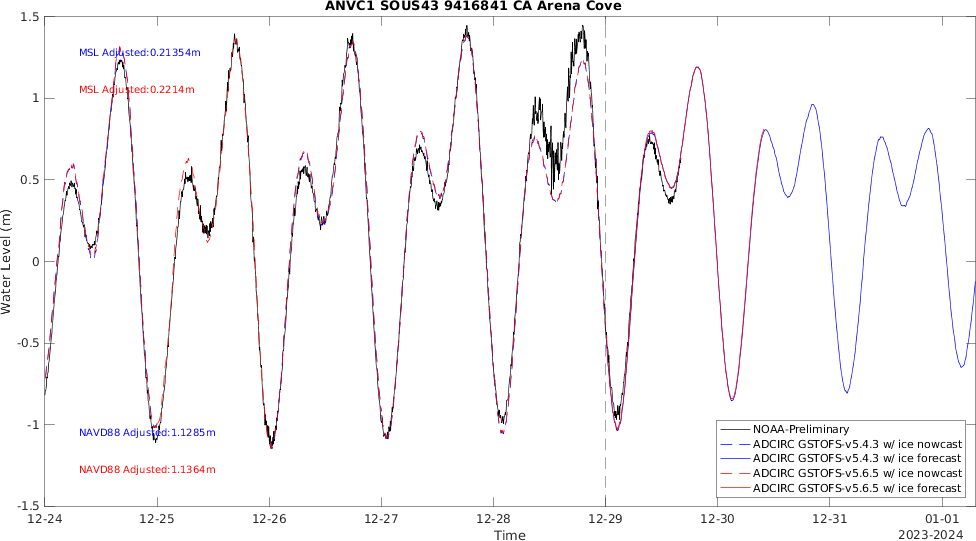 ANVC1 SOUS43 9416841 CA Arena Cove
MSL Adjusted:0.21354m
MSL Adjusted:0.2214m
NAVD88 Adjusted:1.1285m
NAVD88 Adjusted:1.1364m
Water Level (m)
1.5
1
0.5
0
-0.5
-1
-1.5
NOAA-Preliminary
ADCIRC GSTOFS-v5.4.3 w/ ice nowcast
ADCIRC GSTOFS-v5.4.3 w/ ice forecast
ADCIRC GSTOFS-v5.6.5 w/ ice nowcast
ADCIRC GSTOFS-v5.6.5 w/ ice forecast
12-24 12-25 12-26 12-27 12-28 12-29 12-30 12-31 01-01
Time
2023-2024